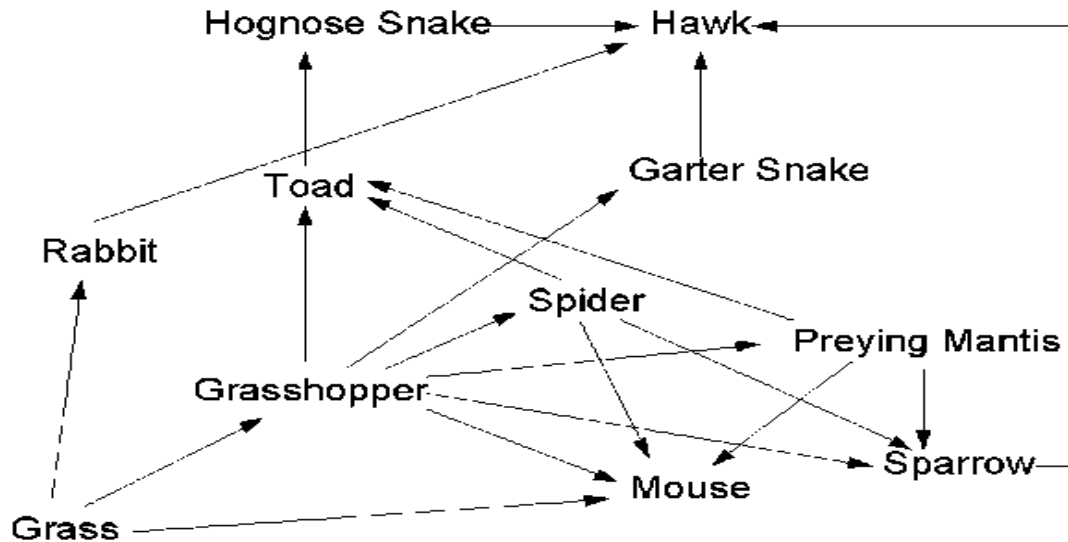 Hognose Snake Hawk
Garter Snake
Toad
Rabbit
Spider
Preying Mantis
Grasshopper
Sparrow
Mouse
Grass